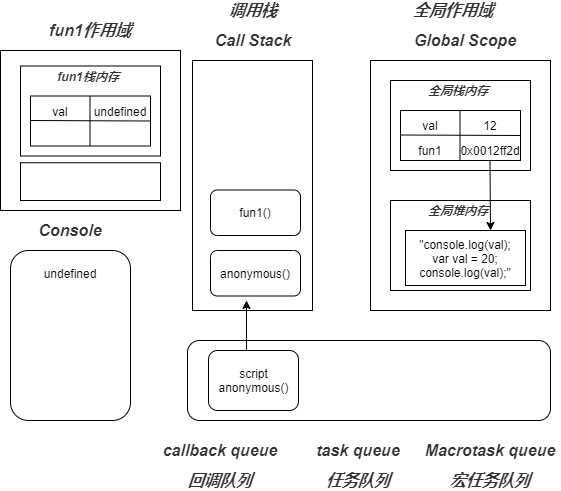 fun1作用域
调用栈
Call Stack
全局作用域
Global Scope
fun1栈内存
val undefined
fun1()
anonymous()
全局栈内存
val 12
fun1 0x0012ff2d
全局堆内存
"console.log(val);
var val = 20;
console.log(val);"
Console
undefined
script
anonymous()
callback queue task queue Macrotask queue
回调队列 任务队列 宏任务队列